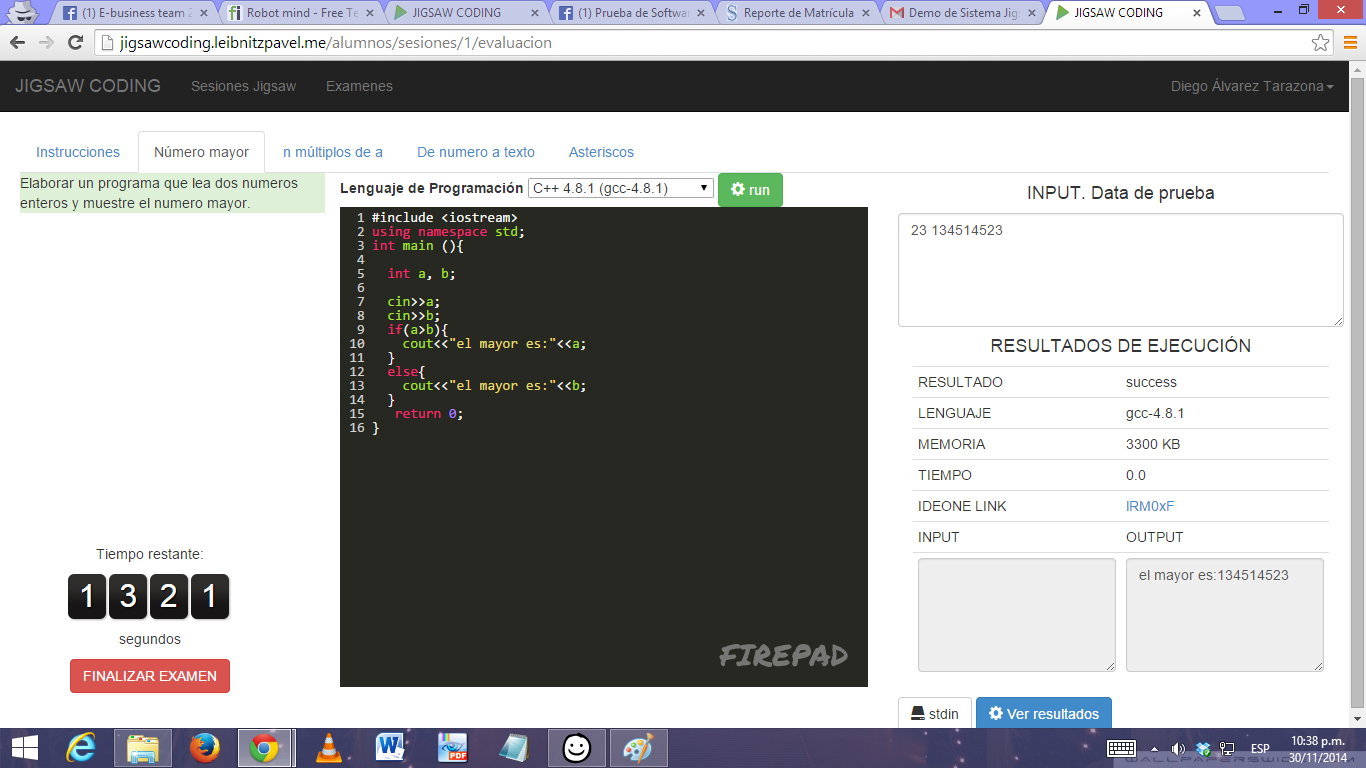 (1) E-business team 2
Robot mind - Free Te
JIGSAW CODING
(1) Prueba de Softwa
Reporte de Matrícula
Demo de Sistema Jigs
JIGSAW CODING
jigsawcoding.leibnitzpavel.me/alumnos/sesiones/1/evaluacion
JIGSAW CODING Sesiones Jigsaw Examenes Diego Álvarez Tarazona
Instrucciones Número mayor n múltiplos de a De numero a texto Asteriscos
Elaborar un programa que lea dos numeros
enteros y muestre el numero mayor.
Lenguaje de Programación C++ 4.8.1 (gcc-4.8.1) run
1 #include <iostream>
2 using namespace std;
3 int main (){
4
5   int a, b;
6
7   cin>>a;
8   cin>>b;
9   if(a>b){
10     cout<<"el mayor es:"<<a;
11   }
12   else{
13     cout<<"el mayor es:"<<b;
14   }
15    return 0;
16 }
FIREPAD
INPUT. Data de prueba
23 134514523
RESULTADOS DE EJECUCIÓN
RESULTADO success
LENGUAJE gcc-4.8.1
MEMORIA 3300 KB
TIEMPO 0.0
IDEONE LINK IRM0xF
INPUT OUTPUT
el mayor es:134514523
stdin Ver resultados
Tiempo restante:
1 3 2 1
segundos
FINALIZAR EXAMEN
PDF
ESP
10:38 p.m.
30/11/2014